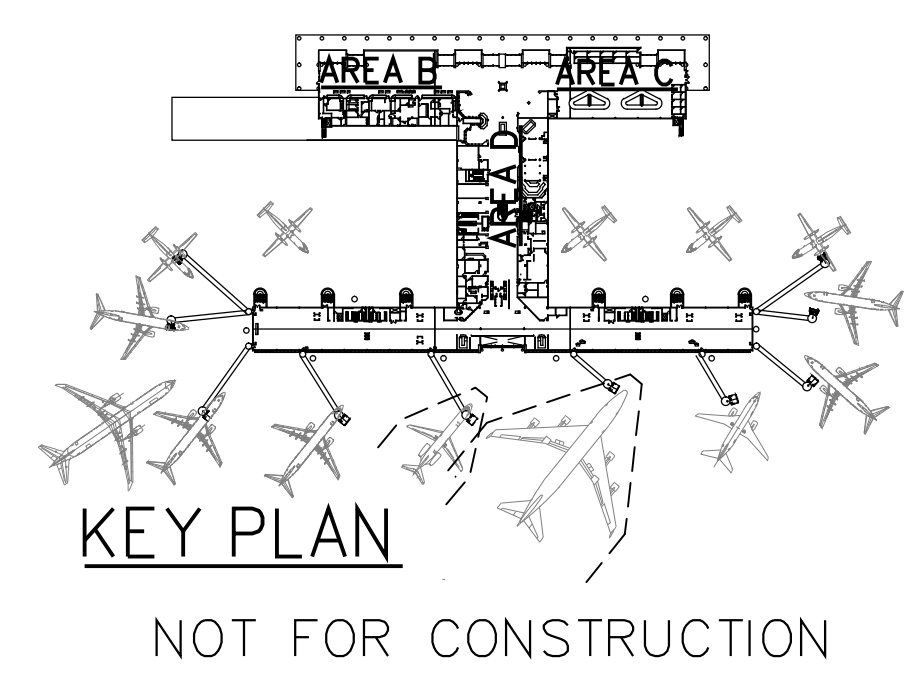 AREA B
AREA C
AREA D
KEY PLAN
NOT FOR CONSTRUCTION